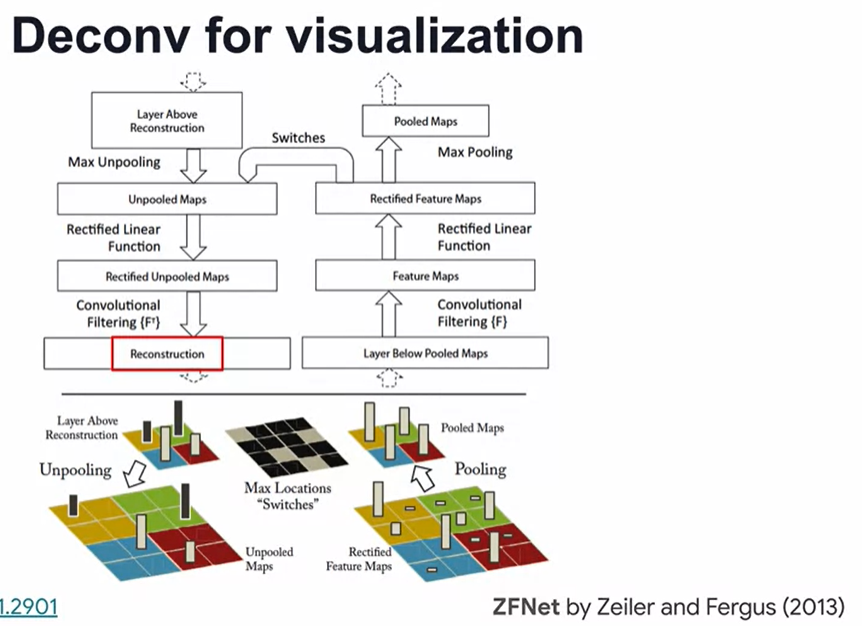 Deconv for visualization
Layer Above
Reconstruction
Switches
Pooled Maps
Max Unpooling
Max Pooling
Unpooled Maps
Rectified Feature Maps
Rectified Linear
Function
Rectified Linear
Function
Rectified Unpooled Maps
Feature Maps
Convolutional
Filtering {Fᵀ}
Convolutional
Filtering {F}
Reconstruction
Layer Below Pooled Maps
Layer Above
Reconstruction
Pooled Maps
Unpooling
Pooling
Max Locations
“Switches”
Unpooled
Maps
Rectified
Feature Maps
1.2901
ZFNet by Zeiler and Fergus (2013)